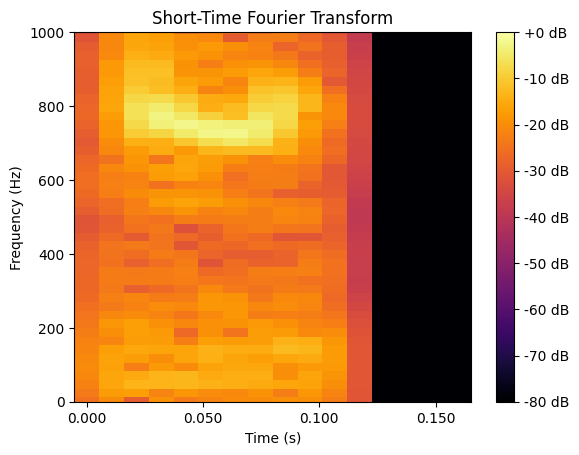 Short-Time Fourier Transform
1000
800
600
400
200
0
Frequency (Hz)
0.000
0.050
0.100
0.150
Time (s)
+0 dB
-10 dB
-20 dB
-30 dB
-40 dB
-50 dB
-60 dB
-70 dB
-80 dB